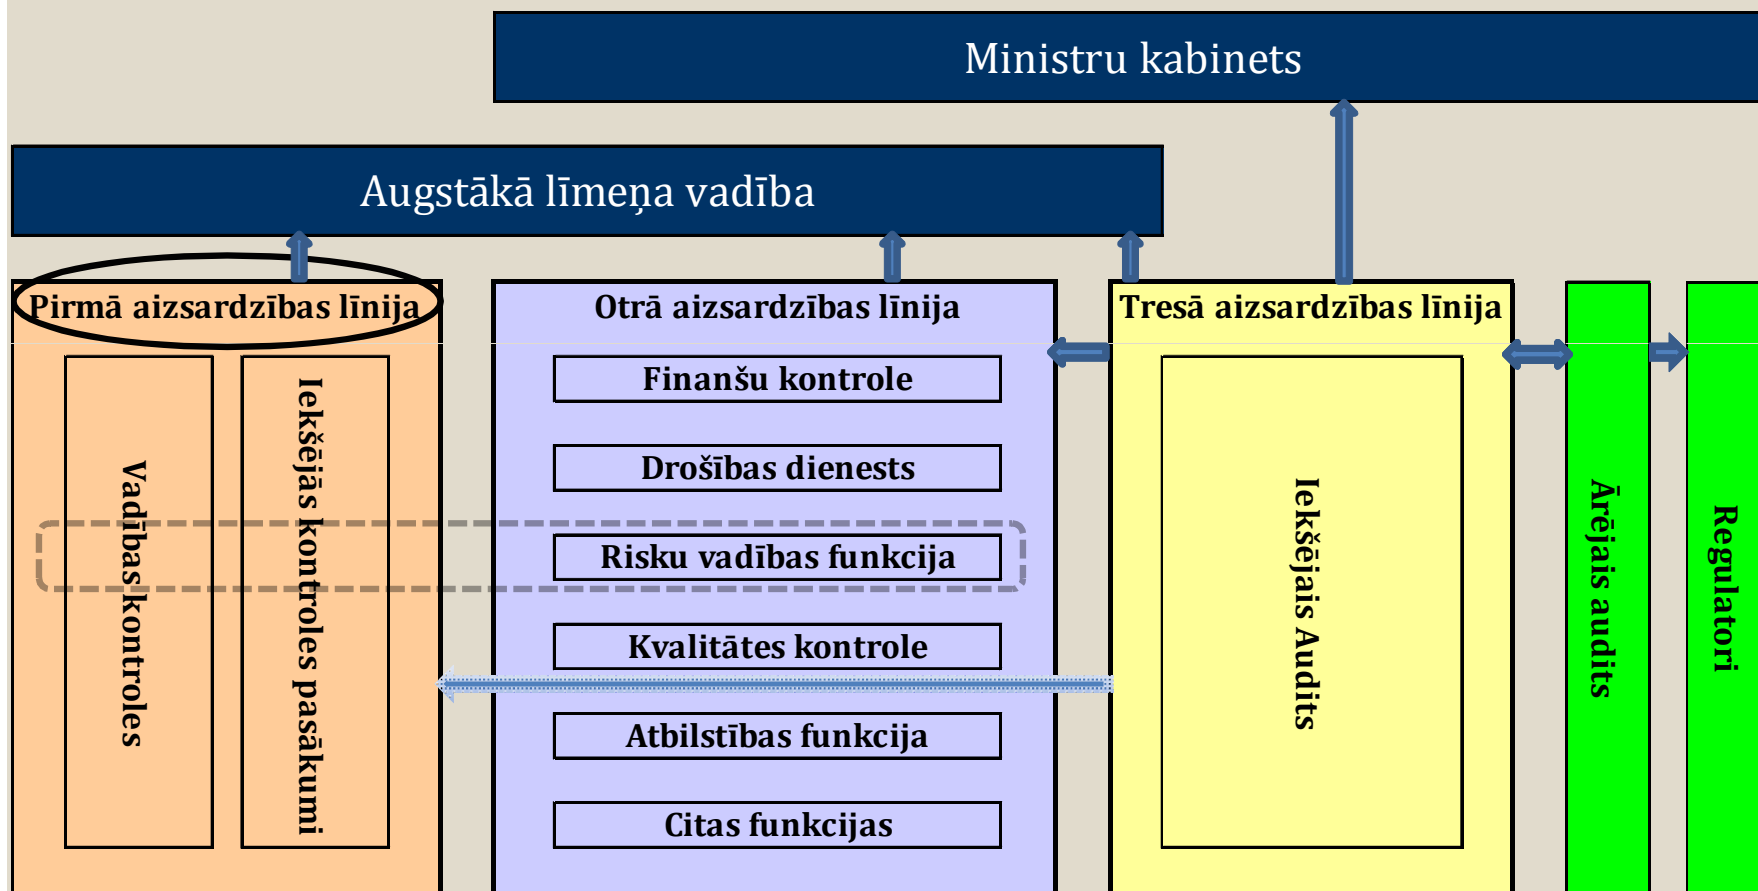 Ministru kabinets
Augstākā līmeņa vadība
Pirmā aizsardzības līnija
Vadības kontroles
Iekšējās kontroles pasākumi
Otrā aizsardzības līnija
Finanšu kontrole
Drošības dienests
Risku vadības funkcija
Kvalitātes kontrole
Atbilstības funkcija
Citas funkcijas
Tresā aizsardzības līnija
Iekšējais Audits
Ārējais audits
Regulatori